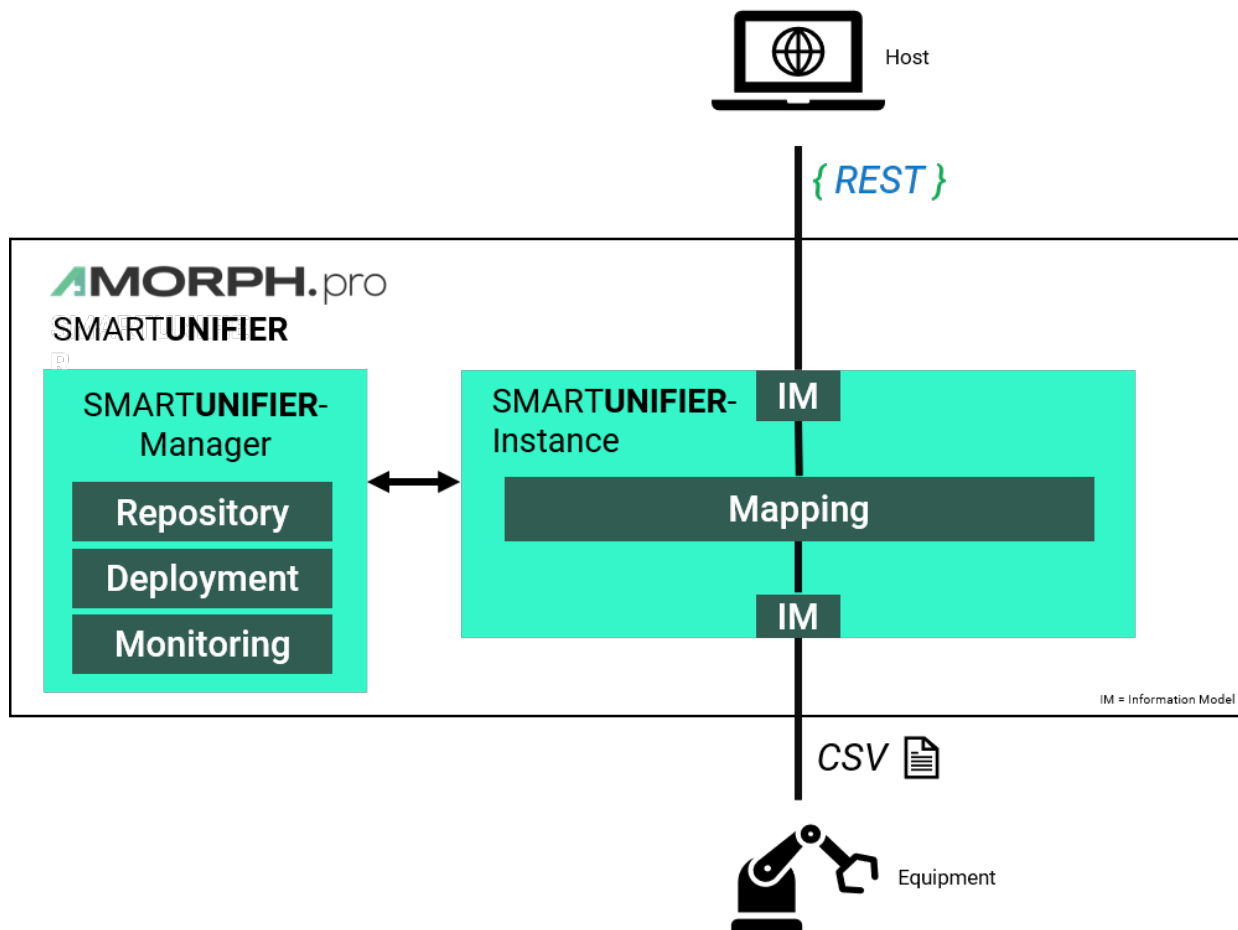 Host
{ REST }
AMORPH.pro
SMARTUNIFIER
R
SMARTUNIFIER-
Manager
Repository
Deployment
Monitoring
SMARTUNIFIER-
Instance
IM
Mapping
IM
IM = Information Model
CSV
Equipment